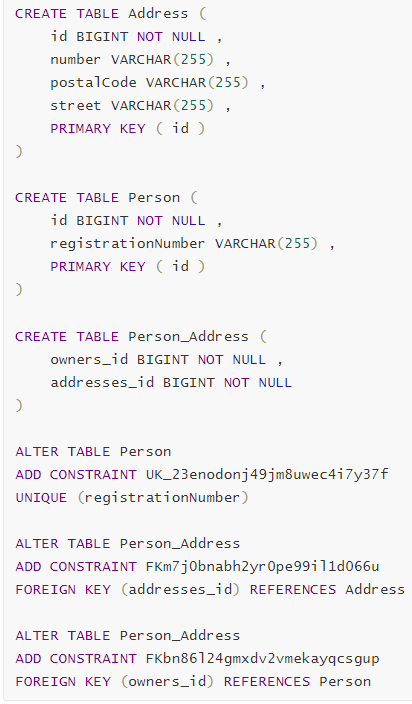 CREATE TABLE Address (
    id BIGINT NOT NULL ,
    number VARCHAR(255) ,
    postalCode VARCHAR(255) ,
    street VARCHAR(255) ,
    PRIMARY KEY ( id )
)

CREATE TABLE Person (
    id BIGINT NOT NULL ,
    registrationNumber VARCHAR(255) ,
    PRIMARY KEY ( id )
)

CREATE TABLE Person_Address (
    owners_id BIGINT NOT NULL ,
    addresses_id BIGINT NOT NULL
)

ALTER TABLE Person
ADD CONSTRAINT UK_23enodonj49jm8uwec4i7y37f
UNIQUE (registrationNumber)

ALTER TABLE Person_Address
ADD CONSTRAINT FKm7j0bnabh2yr0pe99il1d066u
FOREIGN KEY (addresses_id) REFERENCES Address

ALTER TABLE Person_Address
ADD CONSTRAINT FKbn86l24gmxdv2vmekayqcsgup
FOREIGN KEY (owners_id) REFERENCES Person